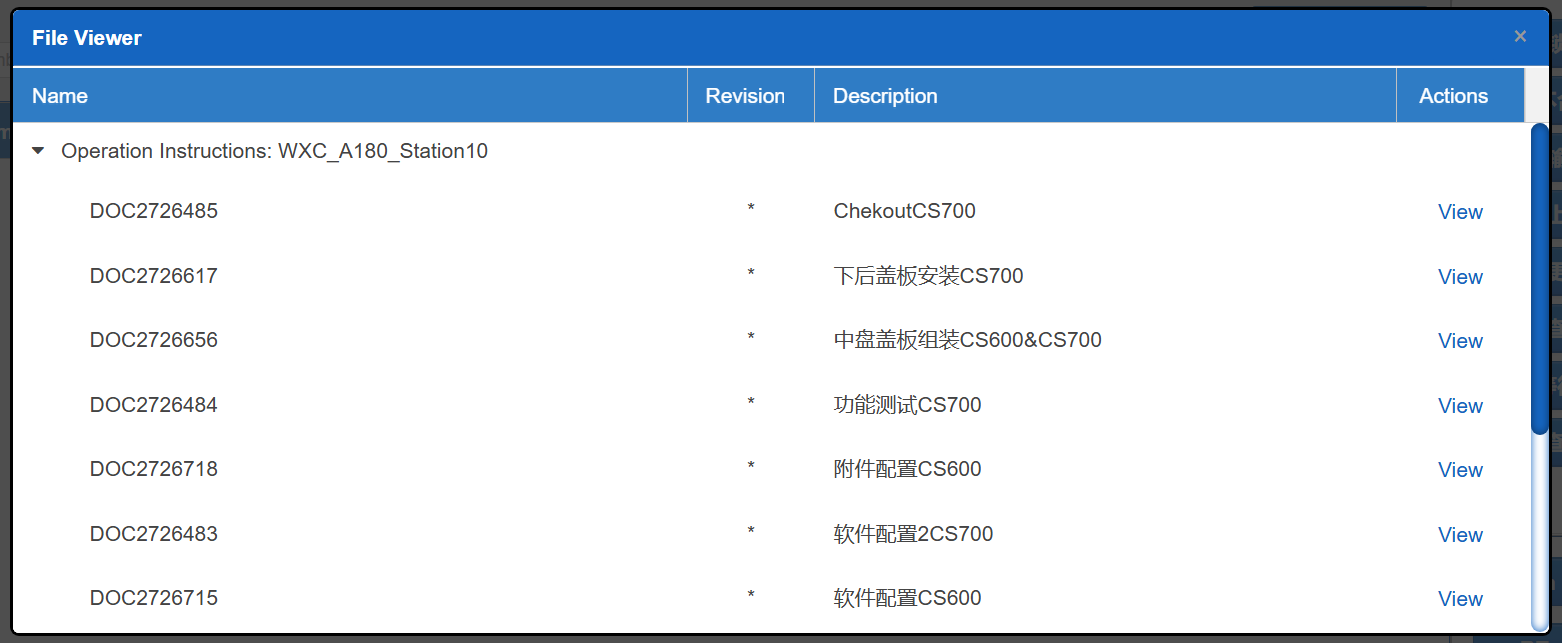 File Viewer ×
Name Revision Description Actions
Operation Instructions: WXC_A180_Station10
DOC2726485 * ChekoutCS700 View
DOC2726617 * 下后盖板安装CS700 View
DOC2726656 * 中盘盖板组装CS600&CS700 View
DOC2726484 * 功能测试CS700 View
DOC2726718 * 附件配置CS600 View
DOC2726483 * 软件配置2CS700 View
DOC2726715 * 软件配置CS600 View